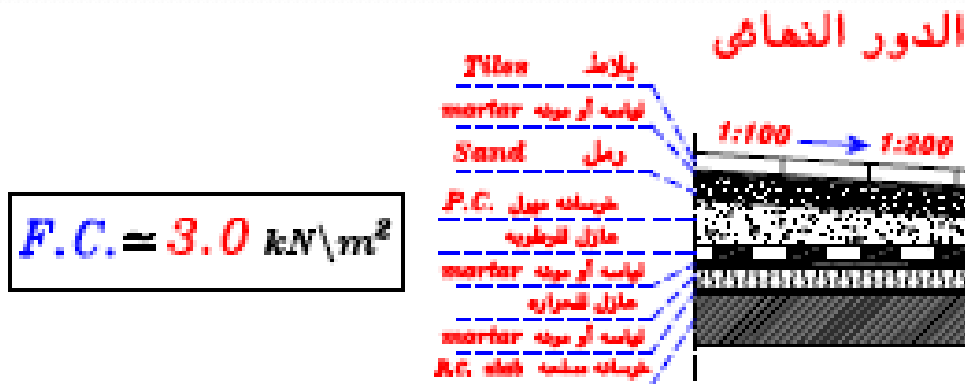 الدور النهائى
Tiles بلاط
mortar لياسه أو مونه
Sand رمل
P.C. خرسانه ميول
عازل للرطوبه
mortar لياسه أو مونه
عازل للحراره
mortar لياسه أو مونه
R.C. slab خرسانه مسلحه
1:100 → 1:200
F.C. ≃ 3.0 kN\m²